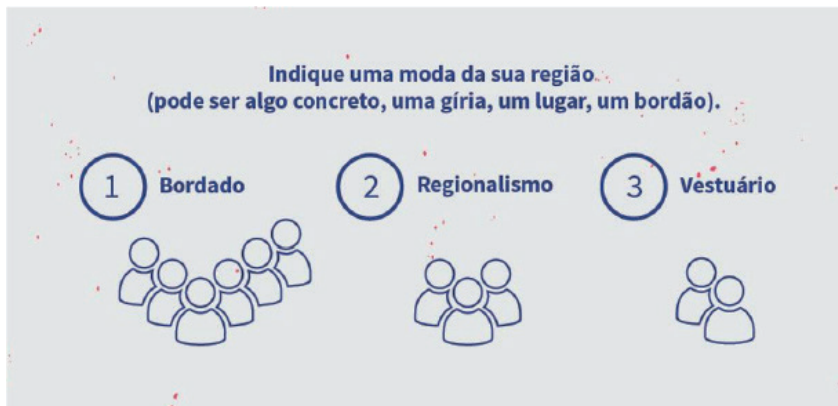 Indique uma moda da sua região
(pode ser algo concreto, uma gíria, um lugar, um bordão).
1 Bordado
2 Regionalismo
3 Vestuário